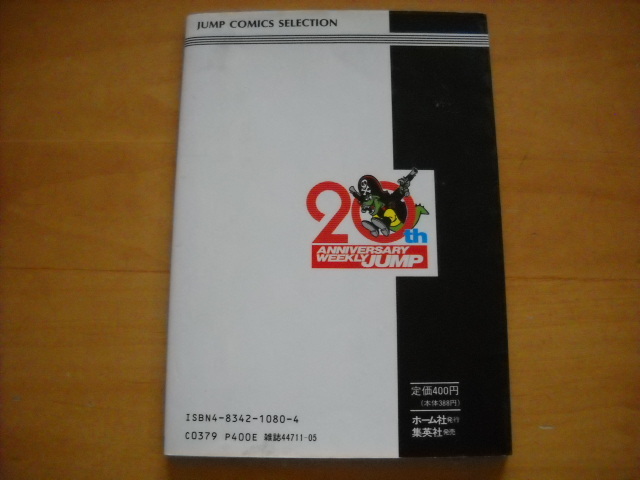 JUMP COMICS SELECTION
20th
ANNIVERSARY
WEEKLY JUMP
定価400円
(本体388円)
ホーム社発行
集英社発売
ISBN4-8342-1080-4
C0379 P400E 雑誌44711-05